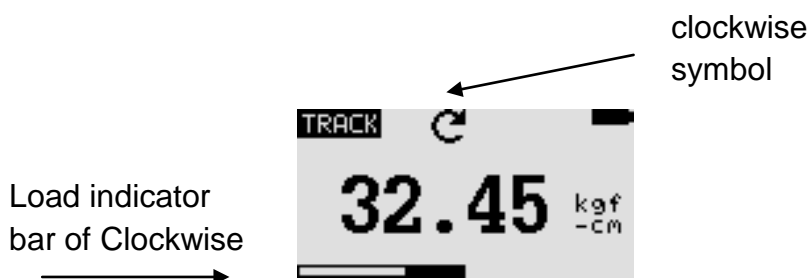 clockwise
symbol
TRACK
32.45 kgf
-cm
Load indicator
bar of Clockwise